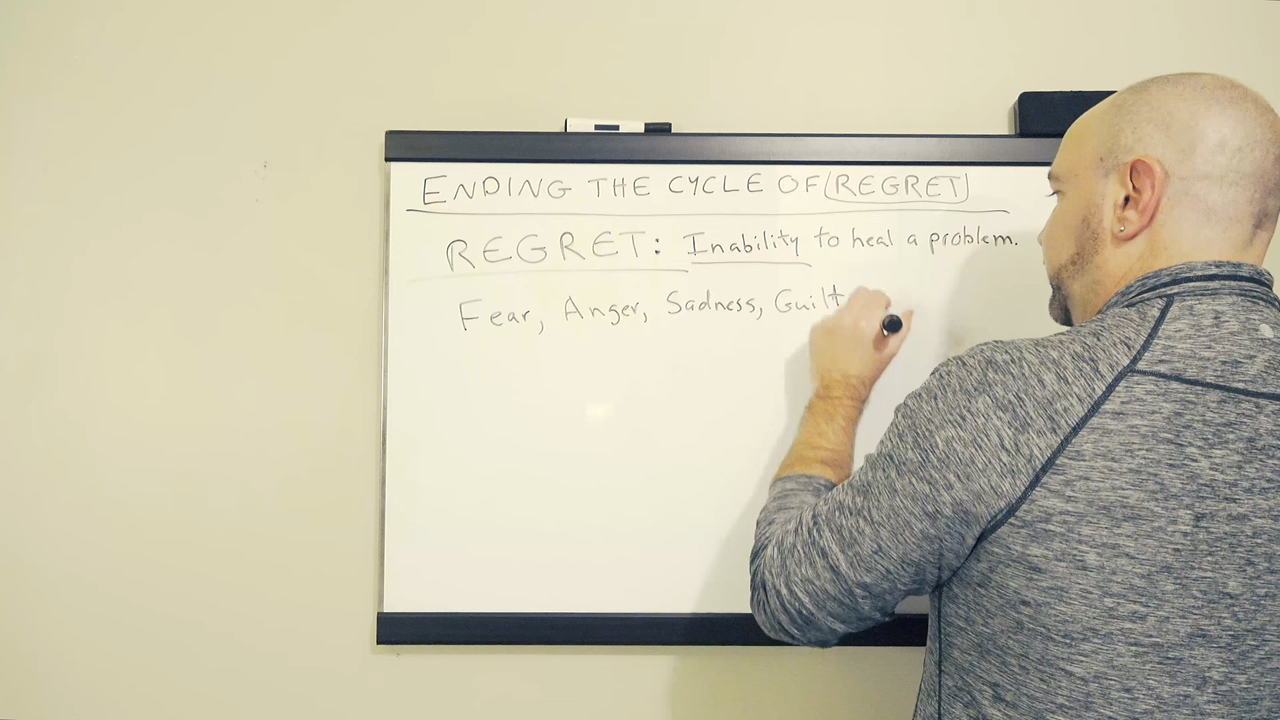 ENDING THE CYCLE OF REGRET
REGRET: Inability to heal a problem.
Fear, Anger, Sadness, Guilt